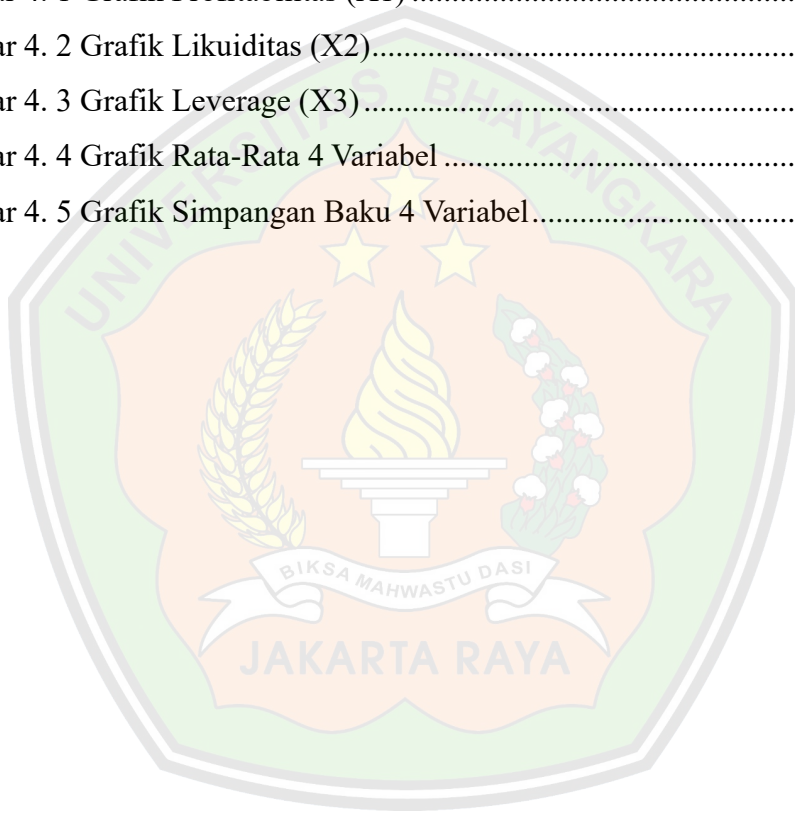 ar 4. 2 Grafik Likuiditas (X2)....................................................
ar 4. 3 Grafik Leverage (X3).....................................................
ar 4. 4 Grafik Rata-Rata 4 Variabel ...........................................
ar 4. 5 Grafik Simpangan Baku 4 Variabel................................
UNIVERSITAS BHAYANGKARA
BIKSA MAHWASTU DASI
JAKARTA RAYA